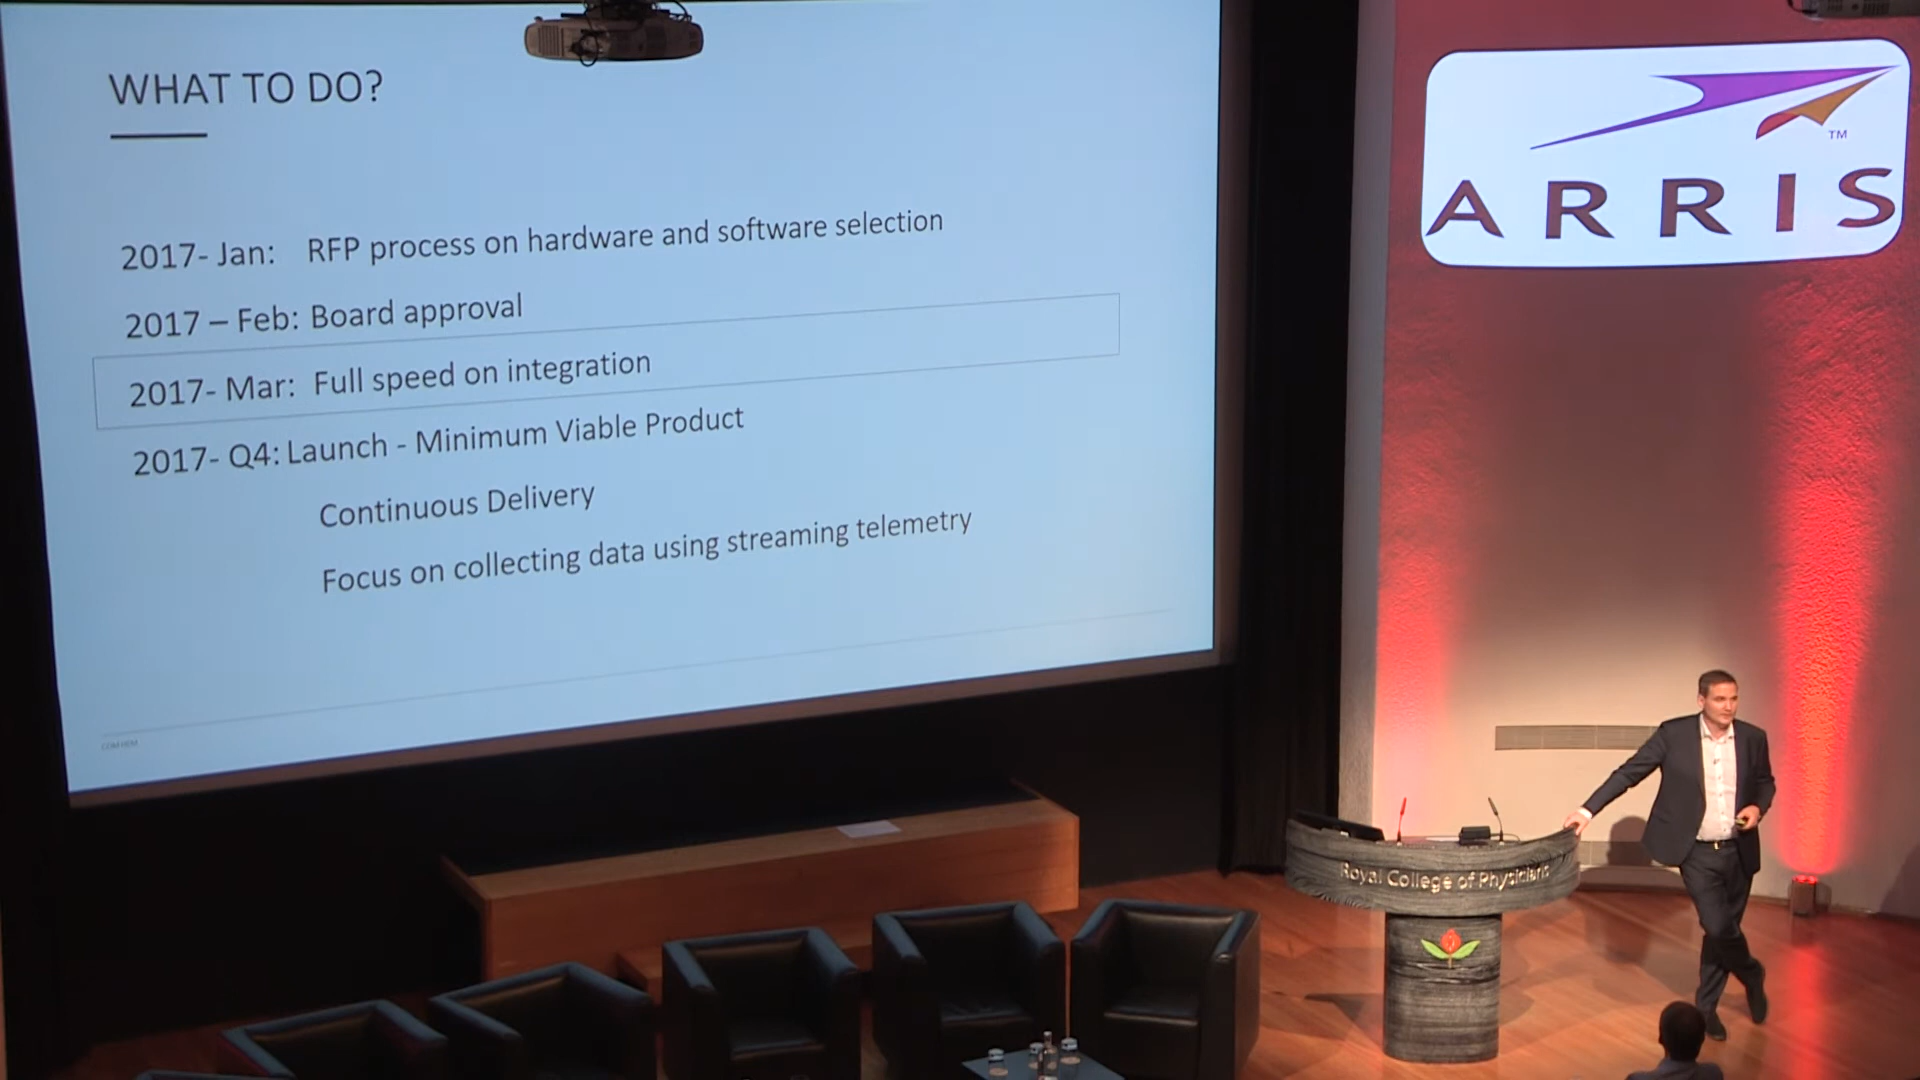 WHAT TO DO?
2017- Jan: RFP process on hardware and software selection
2017 – Feb: Board approval
2017- Mar: Full speed on integration
2017- Q4: Launch - Minimum Viable Product
Continuous Delivery
Focus on collecting data using streaming telemetry
COM HEM
TM
ARRIS
Royal College of Physicians